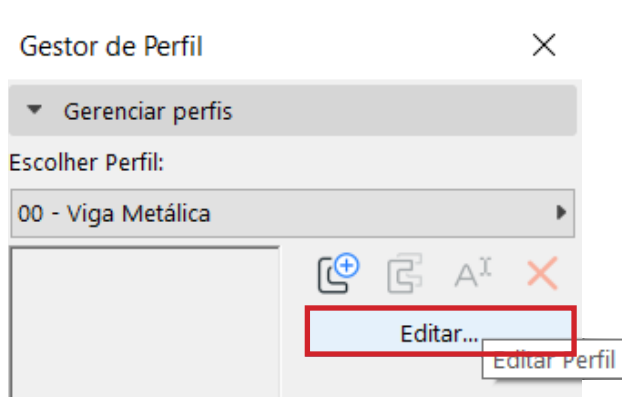 Gestor de Perfil
Gerenciar perfis
Escolher Perfil:
00 - Viga Metálica
Editar...
Editar Perfil